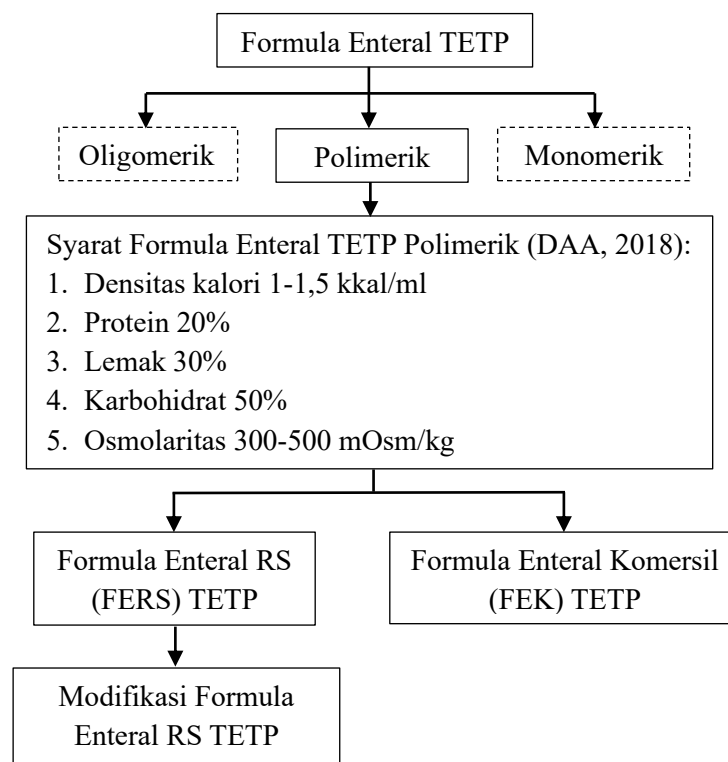 Formula Enteral TETP
Oligomerik
Polimerik
Monomerik
Syarat Formula Enteral TETP Polimerik (DAA, 2018):
1. Densitas kalori 1-1,5 kkal/ml
2. Protein 20%
3. Lemak 30%
4. Karbohidrat 50%
5. Osmolaritas 300-500 mOsm/kg
Formula Enteral RS
(FERS) TETP
Formula Enteral Komersil
(FEK) TETP
Modifikasi Formula
Enteral RS TETP